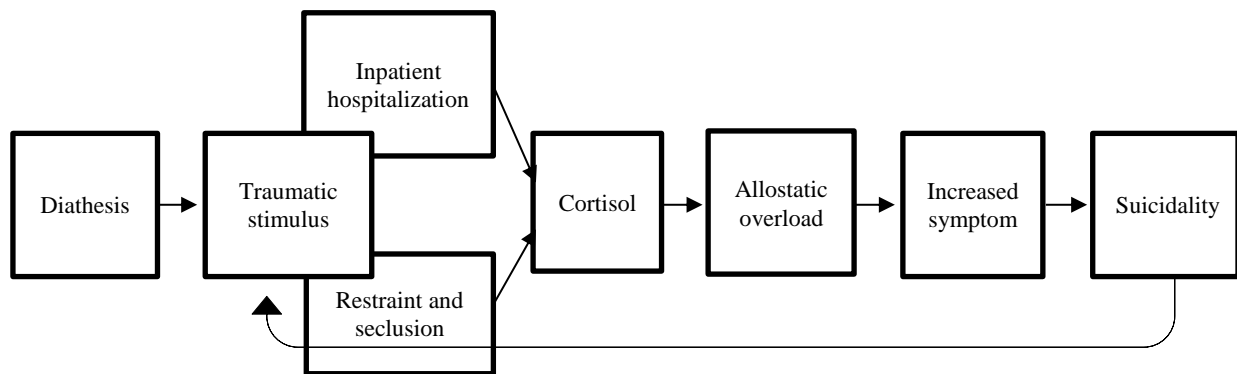 Inpatient
hospitalization
Diathesis
Traumatic
stimulus
Restraint and
seclusion
Cortisol
Allostatic
overload
Increased
symptom
Suicidality